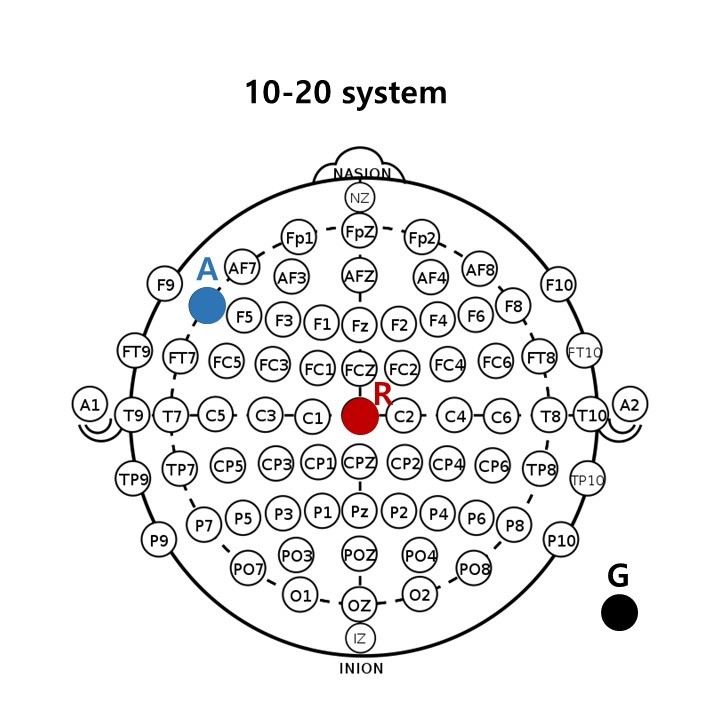 10-20 system
NASION
NZ
Fp1 FpZ Fp2
A AF7 AF3 AFZ AF4 AF8
F9 F5 F3 F1 Fz F2 F4 F6 F8 F10
FT9 FT7 FC5 FC3 FC1 FCZ FC2 FC4 FC6 FT8 FT10
R
A1 T9 T7 C5 C3 C1 C2 C4 C6 T8 T10 A2
TP9 TP7 CP5 CP3 CP1 CPZ CP2 CP4 CP6 TP8 TP10
P9 P7 P5 P3 P1 Pz P2 P4 P6 P8 P10
PO7 PO3 POZ PO4 PO8
G
O1 OZ O2
IZ
INION